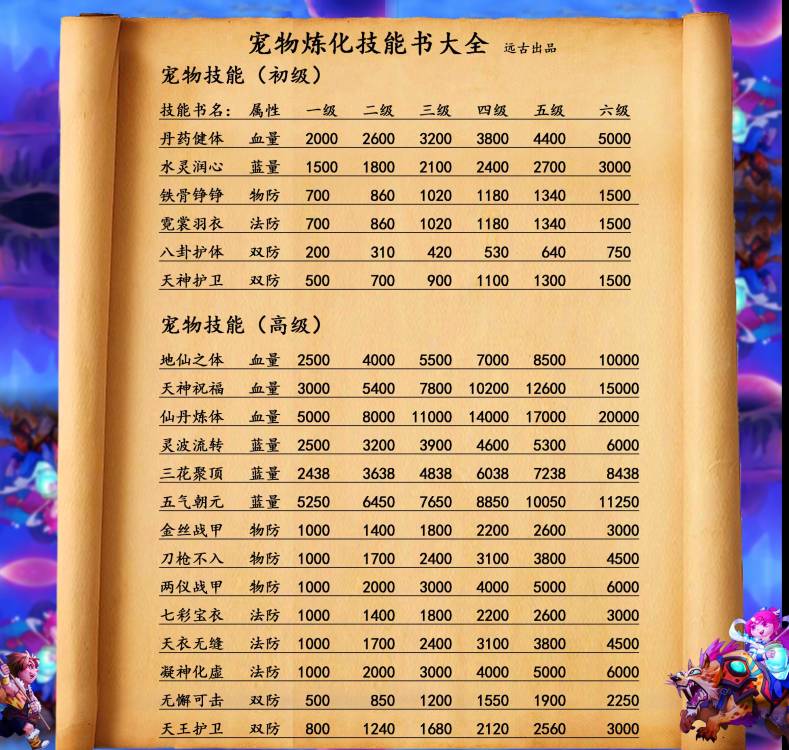 宠物炼化技能书大全 远古出品
宠物技能（初级）
技能书名： 属性 一级 二级 三级 四级 五级 六级
丹药健体 血量 2000 2600 3200 3800 4400 5000
水灵润心 蓝量 1500 1800 2100 2400 2700 3000
铁骨铮铮 物防 700 860 1020 1180 1340 1500
霓裳羽衣 法防 700 860 1020 1180 1340 1500
八卦护体 双防 200 310 420 530 640 750
天神护卫 双防 500 700 900 1100 1300 1500
宠物技能（高级）
地仙之体 血量 2500 4000 5500 7000 8500 10000
天神祝福 血量 3000 5400 7800 10200 12600 15000
仙丹炼体 血量 5000 8000 11000 14000 17000 20000
灵波流转 蓝量 2500 3200 3900 4600 5300 6000
三花聚顶 蓝量 2438 3638 4838 6038 7238 8438
五气朝元 蓝量 5250 6450 7650 8850 10050 11250
金丝战甲 物防 1000 1400 1800 2200 2600 3000
刀枪不入 物防 1000 1700 2400 3100 3800 4500
两仪战甲 物防 1000 2000 3000 4000 5000 6000
七彩宝衣 法防 1000 1400 1800 2200 2600 3000
天衣无缝 法防 1000 1700 2400 3100 3800 4500
凝神化虚 法防 1000 2000 3000 4000 5000 6000
无懈可击 双防 500 850 1200 1550 1900 2250
天王护卫 双防 800 1240 1680 2120 2560 3000